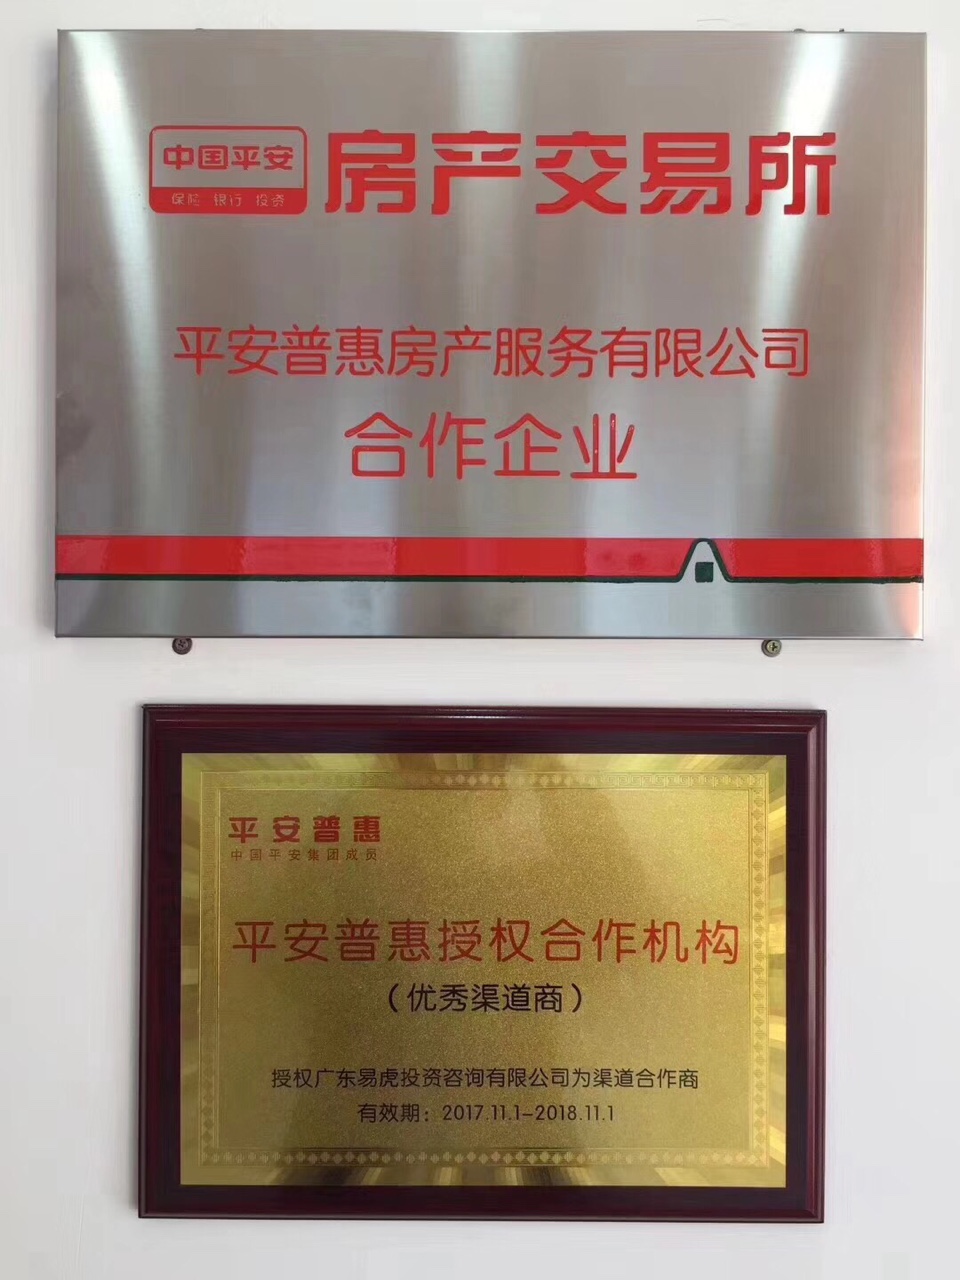 中国平安
保险 银行 投资
房产交易所
平安普惠房产服务有限公司
合作企业
平安普惠
中国平安集团成员
平安普惠授权合作机构
（优秀渠道商）
授权广东易虎投资咨询有限公司为渠道合作商
有效期：2017.11.1-2018.11.1